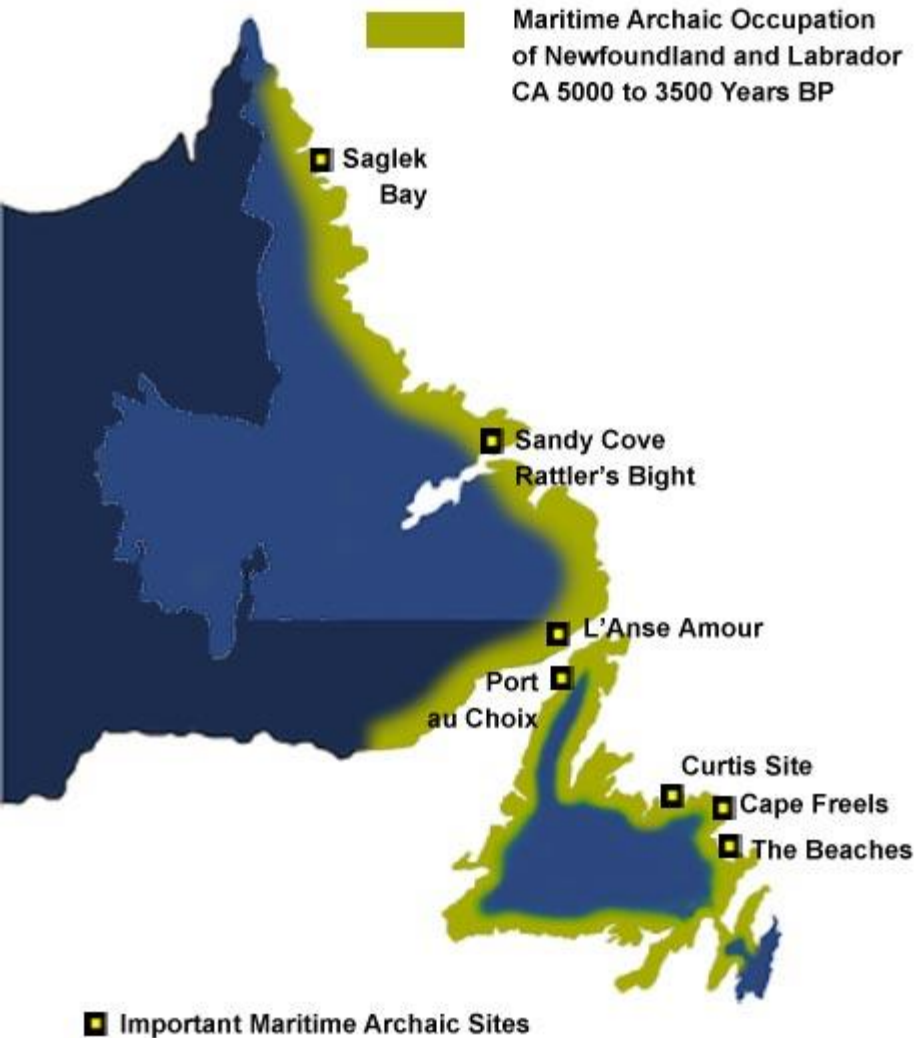 Maritime Archaic Occupation
of Newfoundland and Labrador
CA 5000 to 3500 Years BP
Saglek
Bay
Sandy Cove
Rattler's Bight
L'Anse Amour
Port
au Choix
Curtis Site
Cape Freels
The Beaches
Important Maritime Archaic Sites